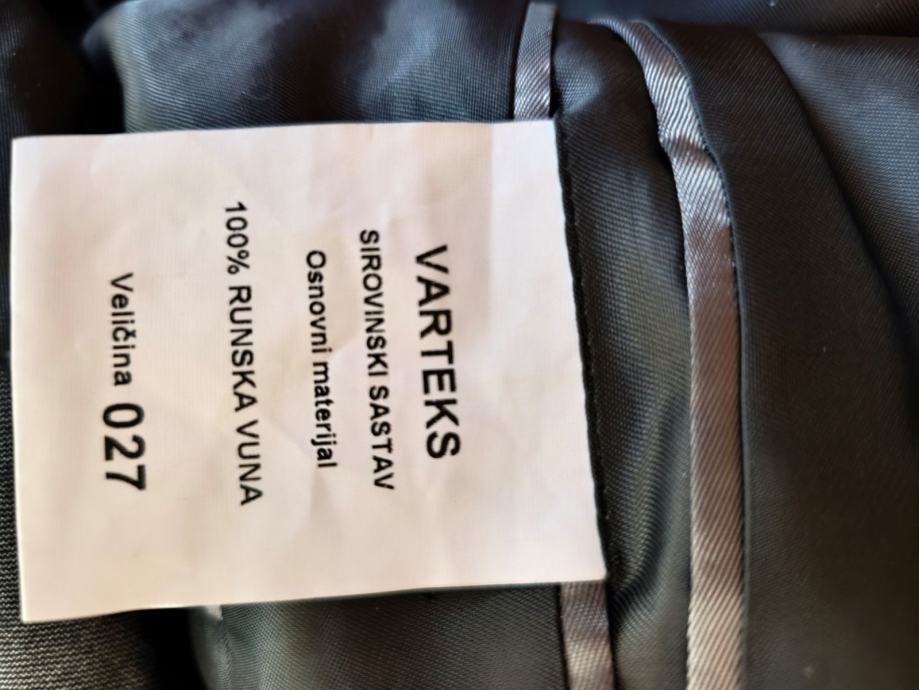 VARTEKS
SIROVINSKI SASTAV
Osnovni materijal
100% RUNSKA VUNA
Veličina 027